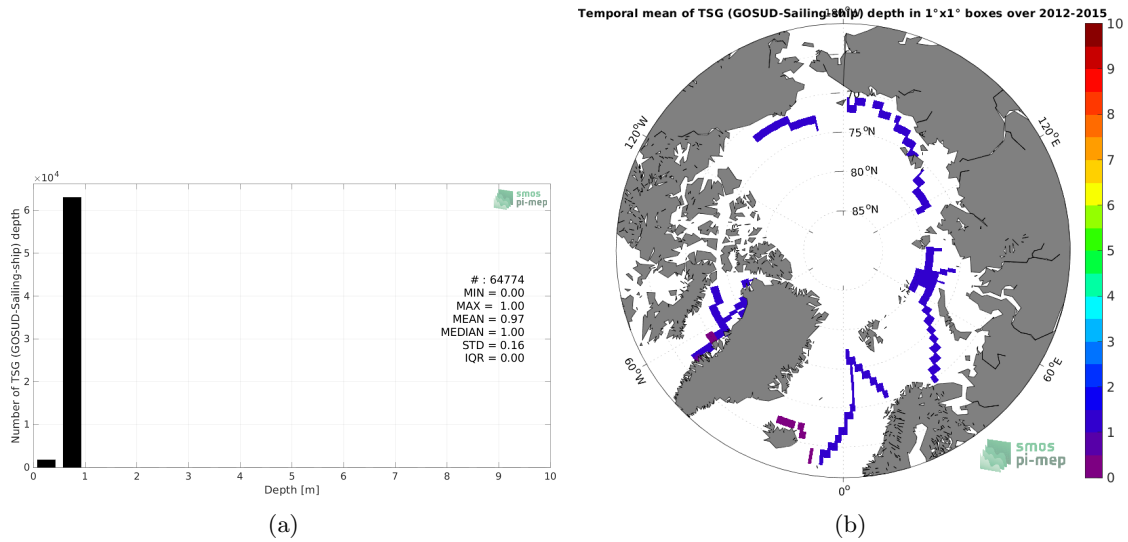 ×10⁴
6
5
4
3
2
1
0
Number of TSG (GOSUD-Sailing-ship) depth
smos
pi-mep
# : 64774
MIN = 0.00
MAX = 1.00
MEAN = 0.97
MEDIAN = 1.00
STD = 0.16
IQR = 0.00
0 1 2 3 4 5 6 7 8 9 10
Depth [m]
(a)
Temporal mean of TSG (GOSUD-Sailing-ship) depth in 1°x1° boxes over 2012-2015
180°W
120°W
120°E
75°N
80°N
85°N
60°W
60°E
0°
10
9
8
7
6
5
4
3
2
1
0
smos
pi-mep
(b)